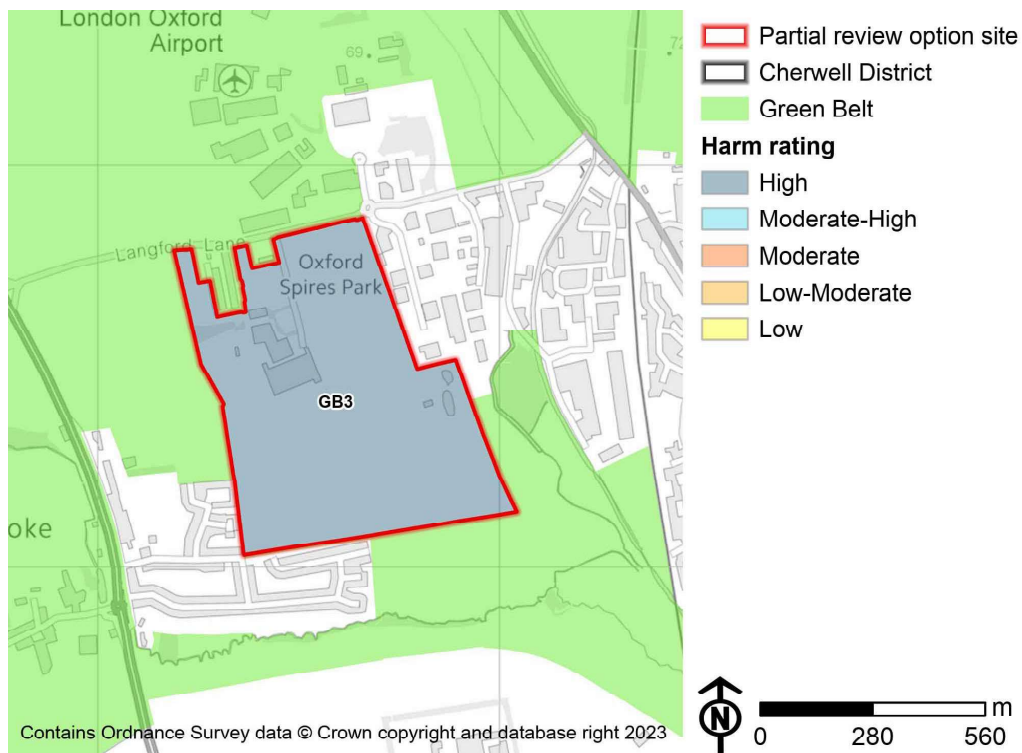 London Oxford
Airport
69
72
Langford Lane
Oxford
Spires Park
GB3
oke
Contains Ordnance Survey data © Crown copyright and database right 2023
Partial review option site
Cherwell District
Green Belt
Harm rating
High
Moderate-High
Moderate
Low-Moderate
Low
N
m
0 280 560